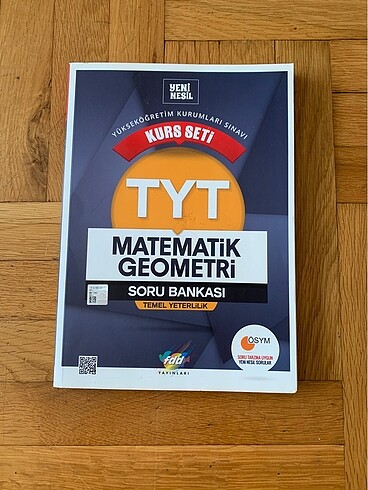 YENİ
NESİL
YÜKSEKÖĞRETİM KURUMLARI SINAVI
KURS SETİ
TYT
MATEMATİK
GEOMETRİ
SORU BANKASI
TEMEL YETERLİLİK
ÖSYM
SORU TARZINA UYGUN
YENİ NESİL SORULAR
fdd
YAYINLARI